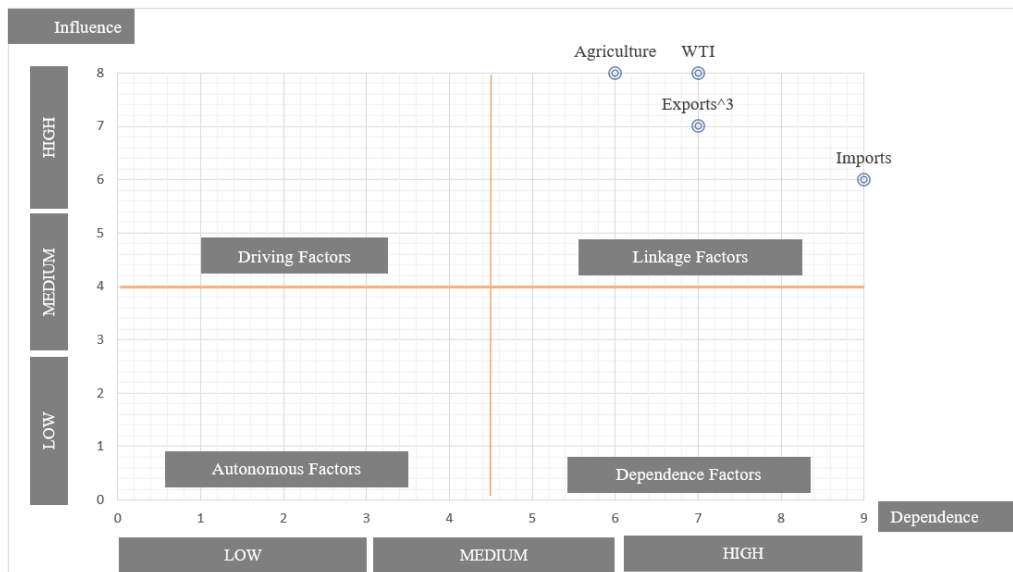 Influence
Agriculture
WTI
Exports^3
Imports
HIGH
MEDIUM
LOW
8
7
6
5
4
3
2
1
0
Driving Factors
Linkage Factors
Autonomous Factors
Dependence Factors
0 1 2 3 4 5 6 7 8 9
Dependence
LOW
MEDIUM
HIGH